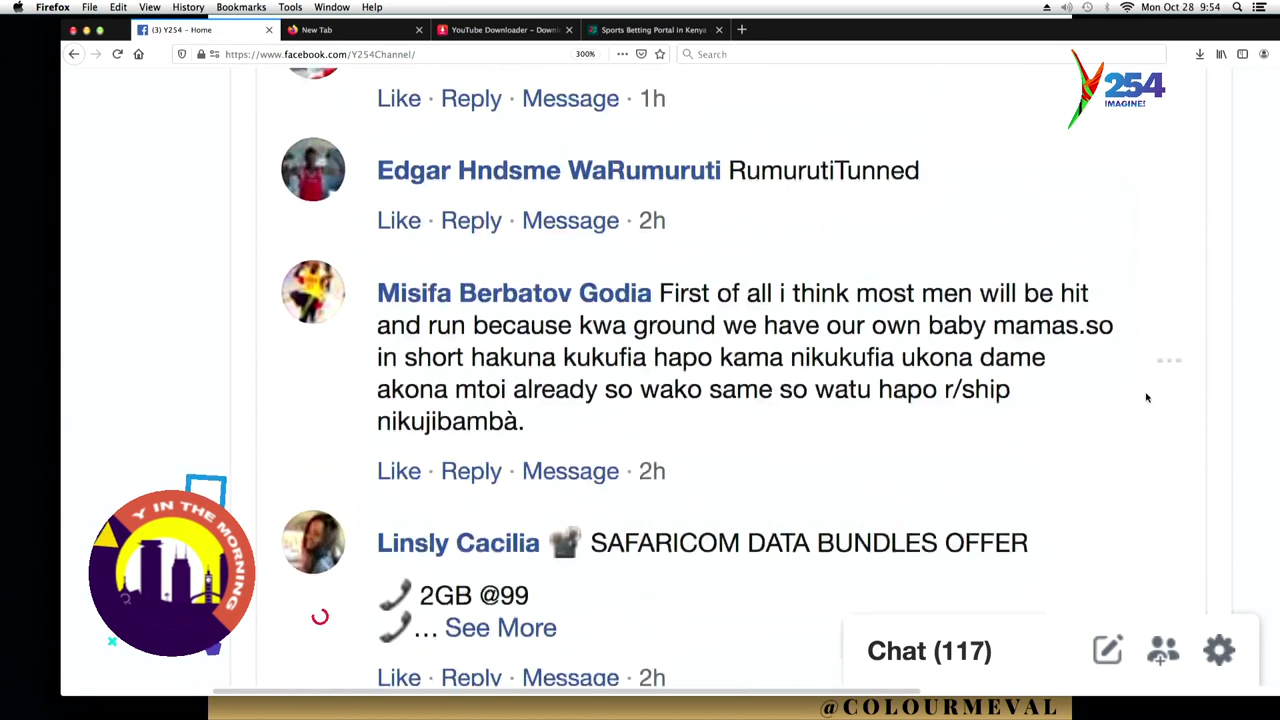 Firefox File Edit View History Bookmarks Tools Window Help Mon Oct 28 9:54
(3) Y254 - Home New Tab YouTube Downloader - Downl Sports Betting Portal in Kenya
https://www.facebook.com/Y254Channel/ 300% Search
Y254
IMAGINE!
Like · Reply · Message · 1h
Edgar Hndsme WaRumuruti RumurutiTunned
Like · Reply · Message · 2h
Misifa Berbatov Godia First of all i think most men will be hit
and run because kwa ground we have our own baby mamas.so
in short hakuna kukufia hapo kama nikukufia ukona dame
akona mtoi already so wako same so watu hapo r/ship
nikujibambà.
Like · Reply · Message · 2h
Linsly Cacilia SAFARICOM DATA BUNDLES OFFER
2GB @99
... See More
Like · Reply · Message · 2h
Y IN THE MORNING
Chat (117)
@COLOURMEVAL